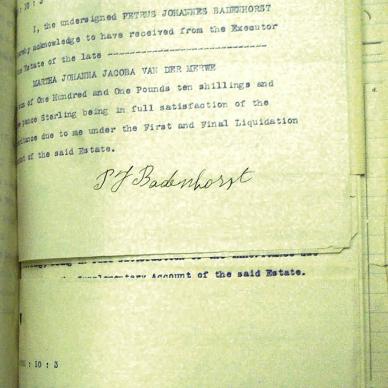 : 10 : 3
I, the undersigned PETRUS JOHANNES BADENHORST
acknowledge to have received from the Executor
Estate of the late
MARTHA JOHANNA JACOBA VAN DER MERWE
of One Hundred and One Pounds ten shillings and
pence Sterling being in full satisfaction of the
due to me under the First and Final Liquidation
of the said Estate.
P J Badenhorst
Supplementary Account of the said Estate.
: 10 : 3